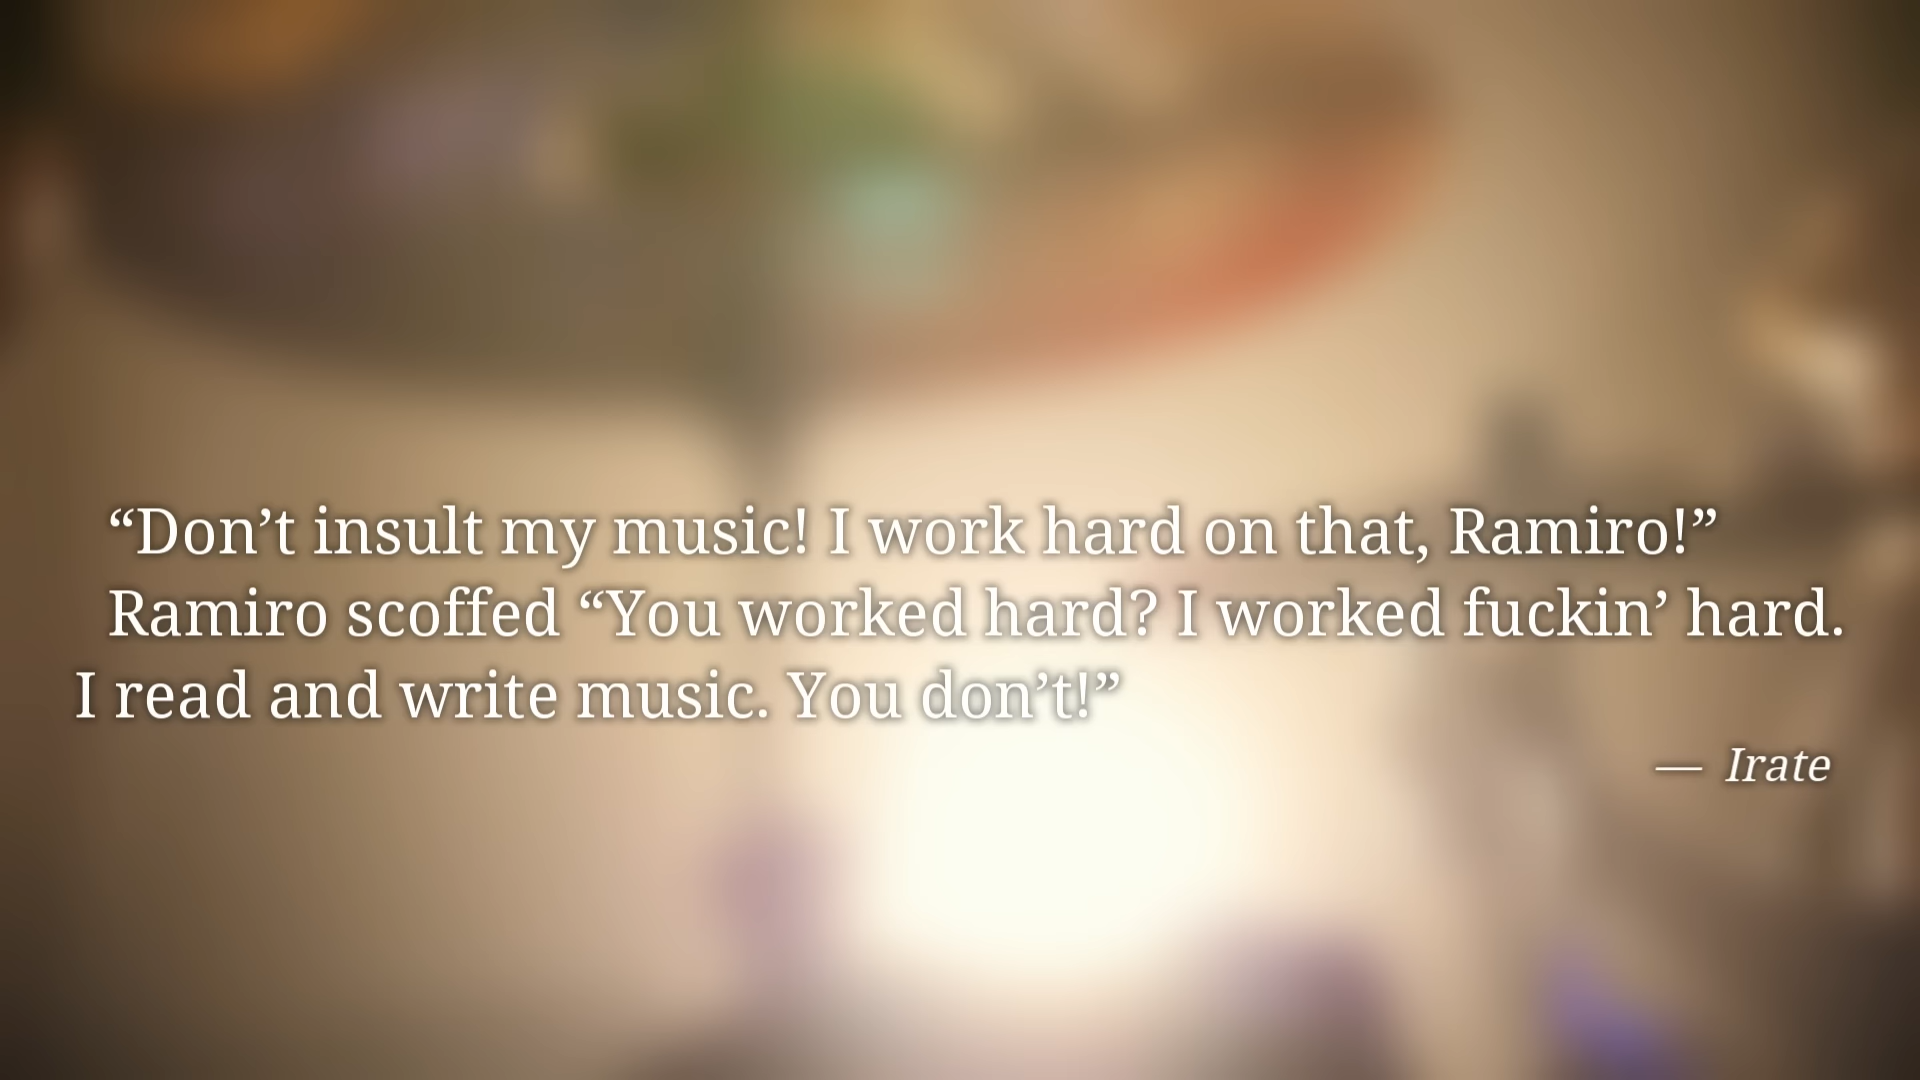 “Don’t insult my music! I work hard on that, Ramiro!”
Ramiro scoffed “You worked hard? I worked fuckin’ hard.
I read and write music. You don’t!”
— Irate